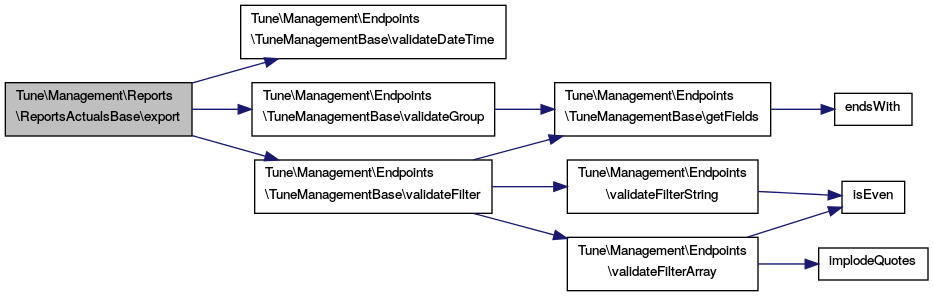 Tune\Management\Endpoints
\TuneManagementBase\validateDateTime
Tune\Management\Reports
\ReportsActualsBase\export
Tune\Management\Endpoints
\TuneManagementBase\validateGroup
Tune\Management\Endpoints
\TuneManagementBase\getFields
endsWith
Tune\Management\Endpoints
\TuneManagementBase\validateFilter
Tune\Management\Endpoints
\validateFilterString
isEven
Tune\Management\Endpoints
\validateFilterArray
implodeQuotes